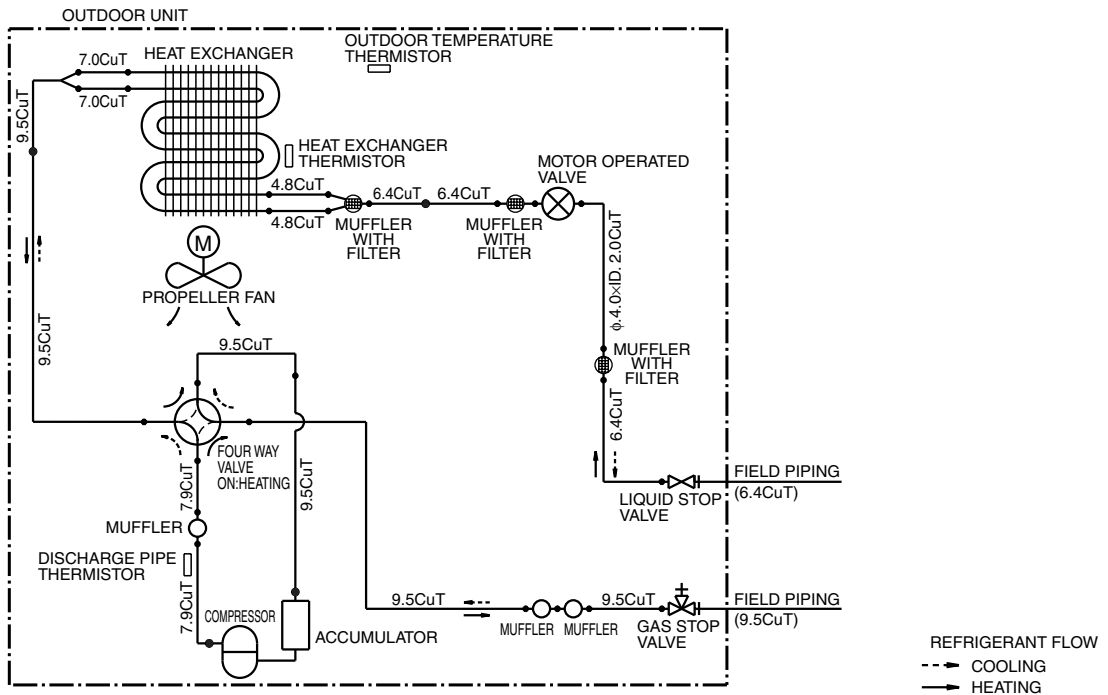 OUTDOOR UNIT
HEAT EXCHANGER
OUTDOOR TEMPERATURE
THERMISTOR
7.0CuT
7.0CuT
9.5CuT
HEAT EXCHANGER
THERMISTOR
MOTOR OPERATED
VALVE
4.8CuT
4.8CuT
6.4CuT
6.4CuT
MUFFLER
WITH
FILTER
MUFFLER
WITH
FILTER
M
PROPELLER FAN
ϕ.4.0×ID. 2.0CuT
9.5CuT
9.5CuT
MUFFLER
WITH
FILTER
6.4CuT
FOUR WAY
VALVE
ON:HEATING
7.9CuT
9.5CuT
FIELD PIPING
(6.4CuT)
LIQUID STOP
VALVE
MUFFLER
DISCHARGE PIPE
THERMISTOR
7.9CuT
COMPRESSOR
ACCUMULATOR
9.5CuT
9.5CuT
MUFFLER
MUFFLER
GAS STOP
VALVE
FIELD PIPING
(9.5CuT)
REFRIGERANT FLOW
COOLING
HEATING